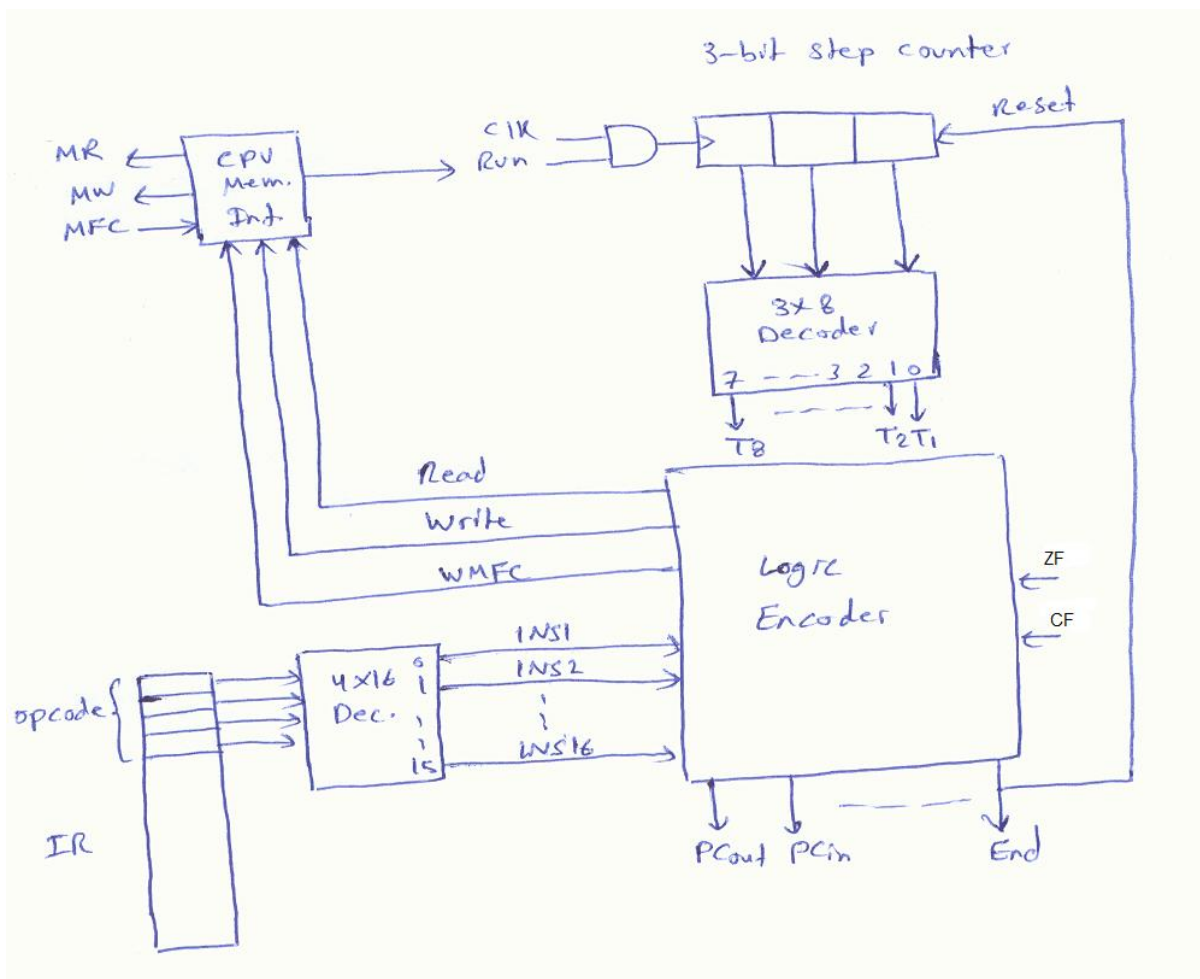 3-bit step counter
Reset
CLK
Run
MR
MW
MFC
CPU
Mem.
Int.
3x8
Decoder
7 - - - 3 2 1 0
T8
T2 T1
Read
Write
WMFC
Logic
Encoder
ZF
CF
opcode
IR
4x16
Dec.
0
1
15
INS1
INS2
INS16
PCout PCin
End